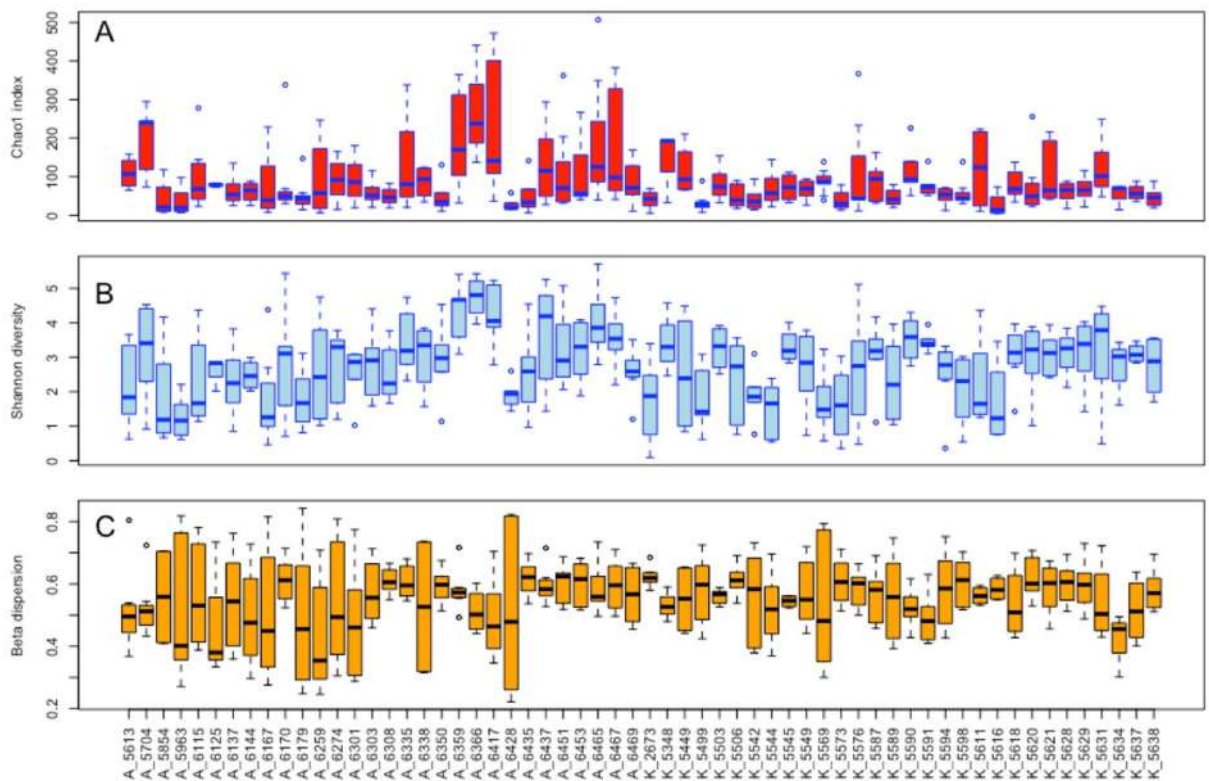 A
Chao1 index
500
400
300
200
100
0
B
Shannon diversity
5
4
3
2
1
0
C
Beta dispersion
0.8
0.6
0.4
0.2
A_5613
A_5704
A_5854
A_5963
A_6115
A_6125
A_6137
A_6144
A_6167
A_6170
A_6179
A_6259
A_6274
A_6301
A_6303
A_6308
A_6335
A_6338
A_6350
A_6359
A_6366
A_6417
A_6428
A_6435
A_6437
A_6451
A_6453
A_6465
A_6467
A_6469
K_2673
K_5348
K_5449
K_5499
K_5503
K_5506
K_5542
K_5544
K_5545
K_5549
K_5569
K_5573
K_5576
K_5587
K_5589
K_5590
K_5591
K_5594
K_5598
K_5611
K_5616
K_5618
K_5620
K_5621
K_5628
K_5629
K_5631
K_5634
K_5637
K_5638